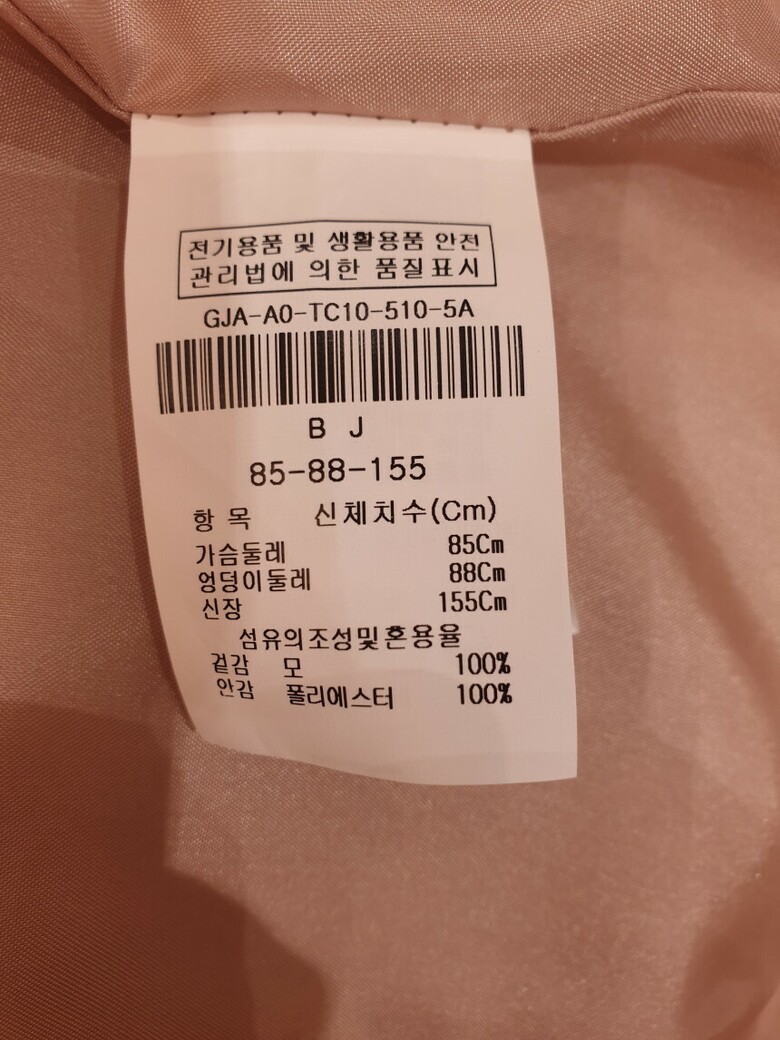 전기용품 및 생활용품 안전
관리법에 의한 품질표시
GJA-A0-TC10-510-5A
B J
85-88-155
항 목 신체치수(Cm)
가슴둘레 85Cm
엉덩이둘레 88Cm
신장 155Cm
섬유의조성및혼용율
겉감 모 100%
안감 폴리에스터 100%